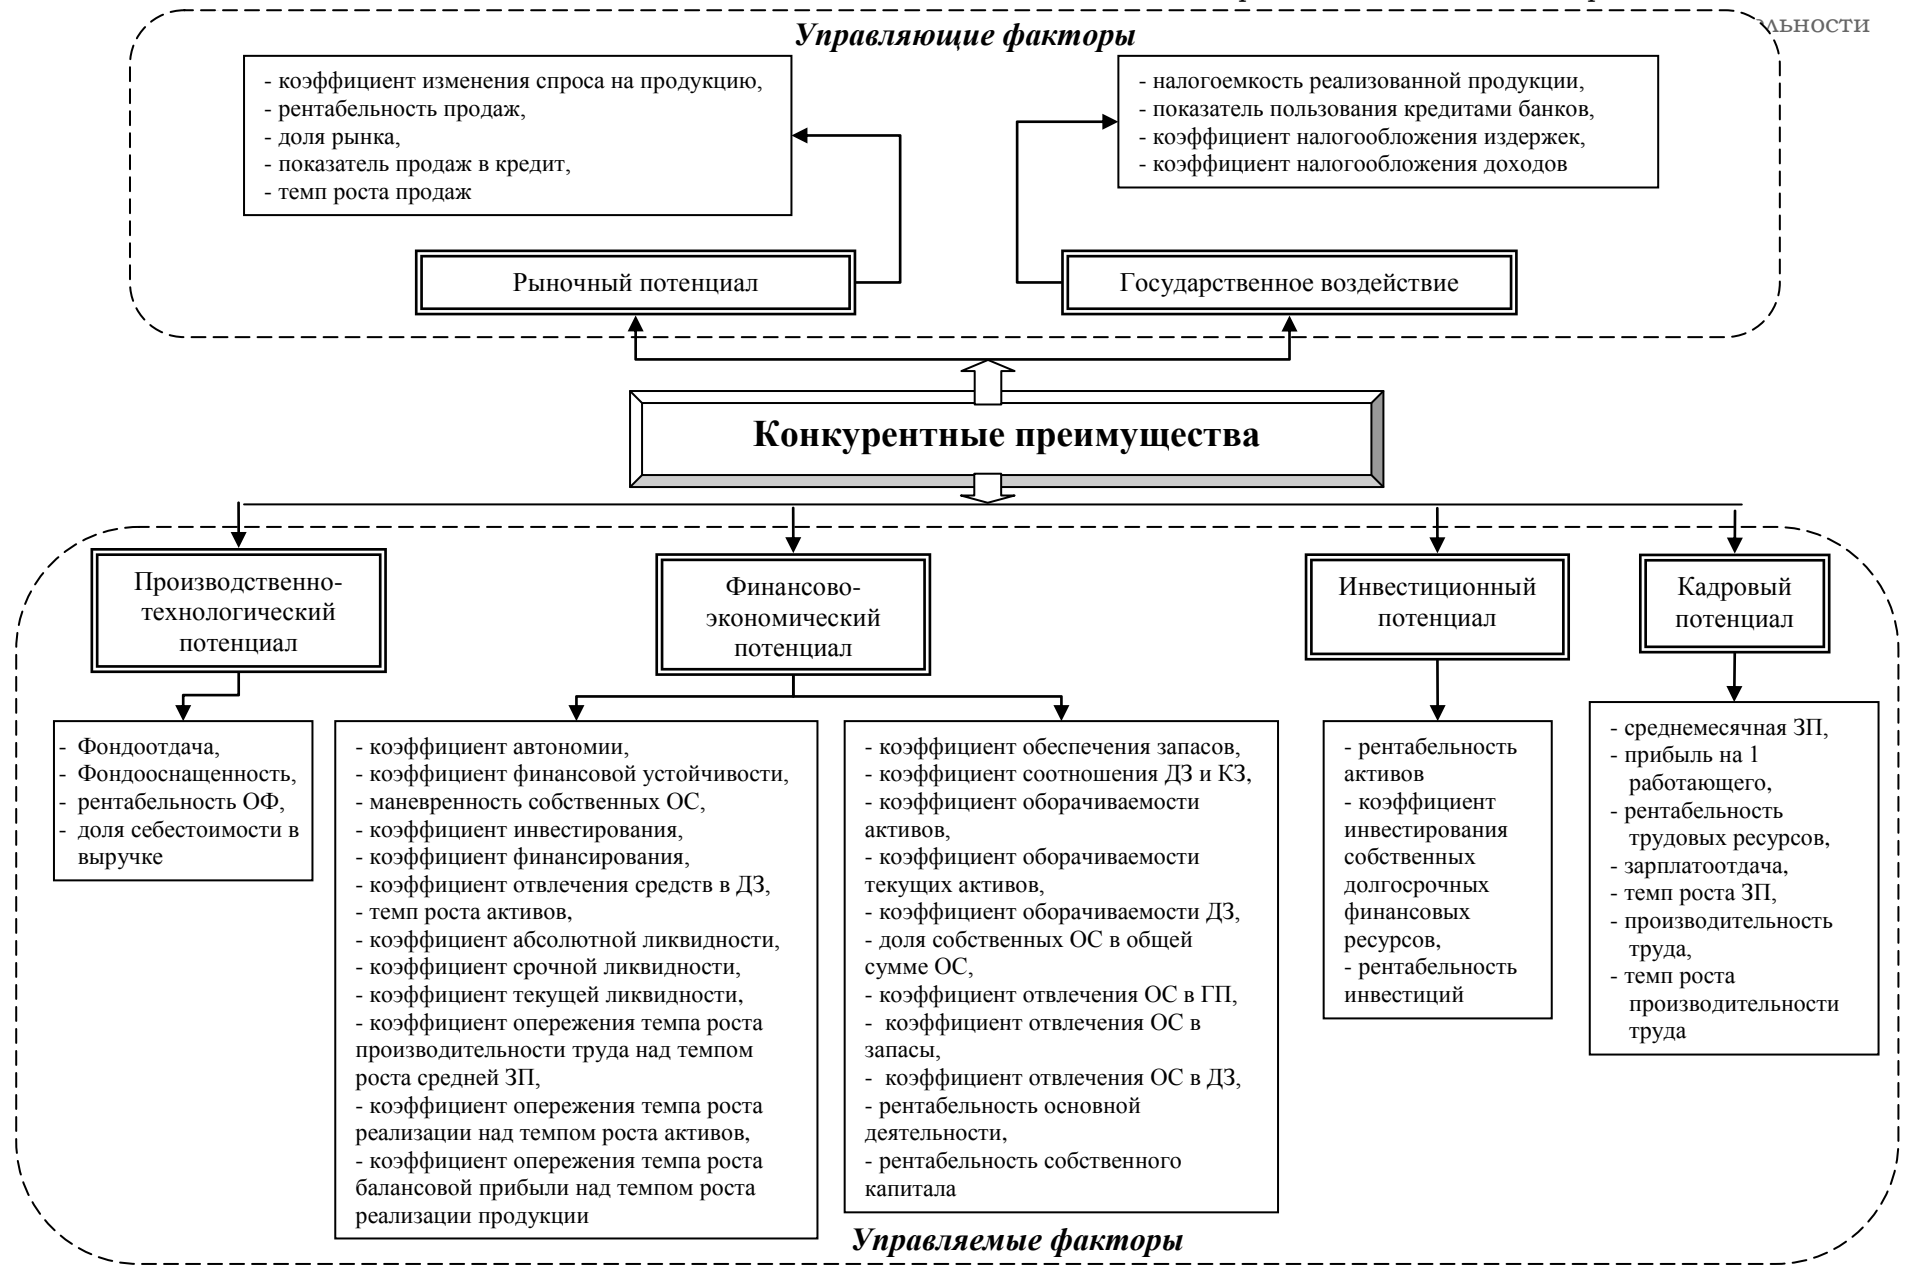 льности
Управляющие факторы
- коэффициент изменения спроса на продукцию,
- рентабельность продаж,
- доля рынка,
- показатель продаж в кредит,
- темп роста продаж
- налогоемкость реализованной продукции,
- показатель пользования кредитами банков,
- коэффициент налогообложения издержек,
- коэффициент налогообложения доходов
Рыночный потенциал
Государственное воздействие
Конкурентные преимущества
Производственно-
технологический
потенциал
Финансово-
экономический
потенциал
Инвестиционный
потенциал
Кадровый
потенциал
- Фондоотдача,
- Фондооснащенность,
- рентабельность ОФ,
- доля себестоимости в
выручке
- коэффициент автономии,
- коэффициент финансовой устойчивости,
- маневренность собственных ОС,
- коэффициент инвестирования,
- коэффициент финансирования,
- коэффициент отвлечения средств в ДЗ,
- темп роста активов,
- коэффициент абсолютной ликвидности,
- коэффициент срочной ликвидности,
- коэффициент текущей ликвидности,
- коэффициент опережения темпа роста
производительности труда над темпом
роста средней ЗП,
- коэффициент опережения темпа роста
реализации над темпом роста активов,
- коэффициент опережения темпа роста
балансовой прибыли над темпом роста
реализации продукции
- коэффициент обеспечения запасов,
- коэффициент соотношения ДЗ и КЗ,
- коэффициент оборачиваемости
активов,
- коэффициент оборачиваемости
текущих активов,
- коэффициент оборачиваемости ДЗ,
- доля собственных ОС в общей
сумме ОС,
- коэффициент отвлечения ОС в ГП,
- коэффициент отвлечения ОС в
запасы,
- коэффициент отвлечения ОС в ДЗ,
- рентабельность основной
деятельности,
- рентабельность собственного
капитала
- рентабельность
активов
- коэффициент
инвестирования
собственных
долгосрочных
финансовых
ресурсов,
- рентабельность
инвестиций
- среднемесячная ЗП,
- прибыль на 1
работающего,
- рентабельность
трудовых ресурсов,
- зарплатоотдача,
- темп роста ЗП,
- производительность
труда,
- темп роста
производительности
труда
Управляемые факторы